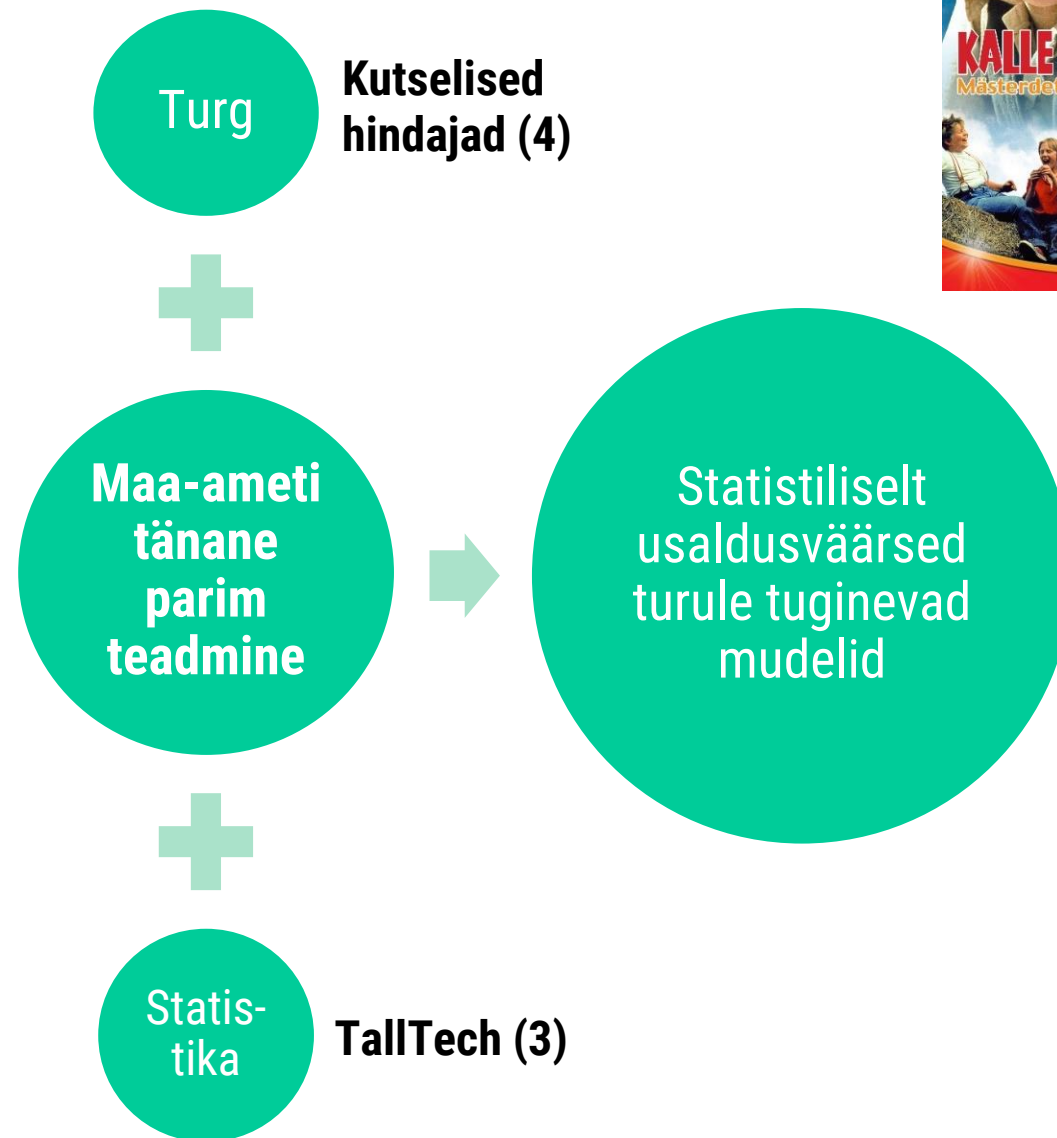 Turg
Kutselised
hindajad (4)
KALLE
Mästerdet
Maa-ameti
tänane
parim
teadmine
Statistiliselt
usaldusväärsed
turule tuginevad
mudelid
Statis-
tika
TallTech (3)